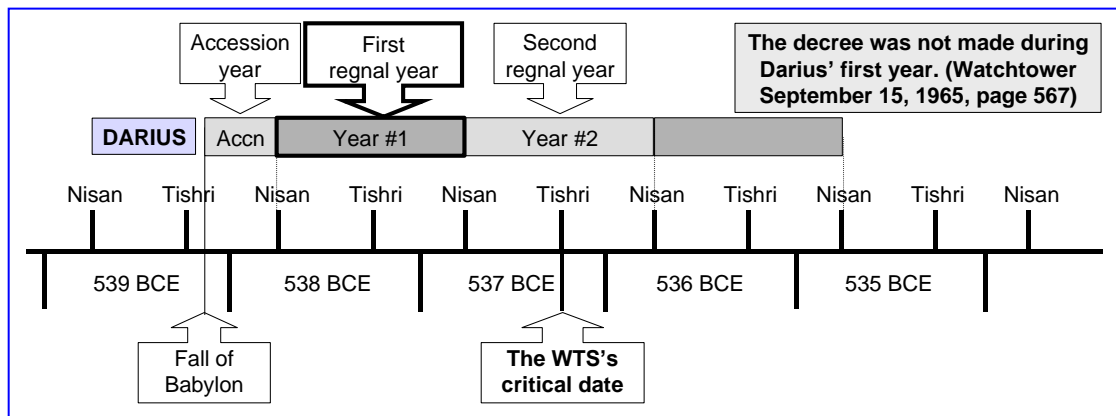 Accession
year
First
regnal year
Second
regnal year
The decree was not made during
Darius’ first year. (Watchtower
September 15, 1965, page 567)
DARIUS
Accn
Year #1
Year #2
Nisan Tishri Nisan Tishri Nisan Tishri Nisan Tishri Nisan Tishri Nisan
539 BCE 538 BCE 537 BCE 536 BCE 535 BCE
Fall of
Babylon
The WTS’s
critical date